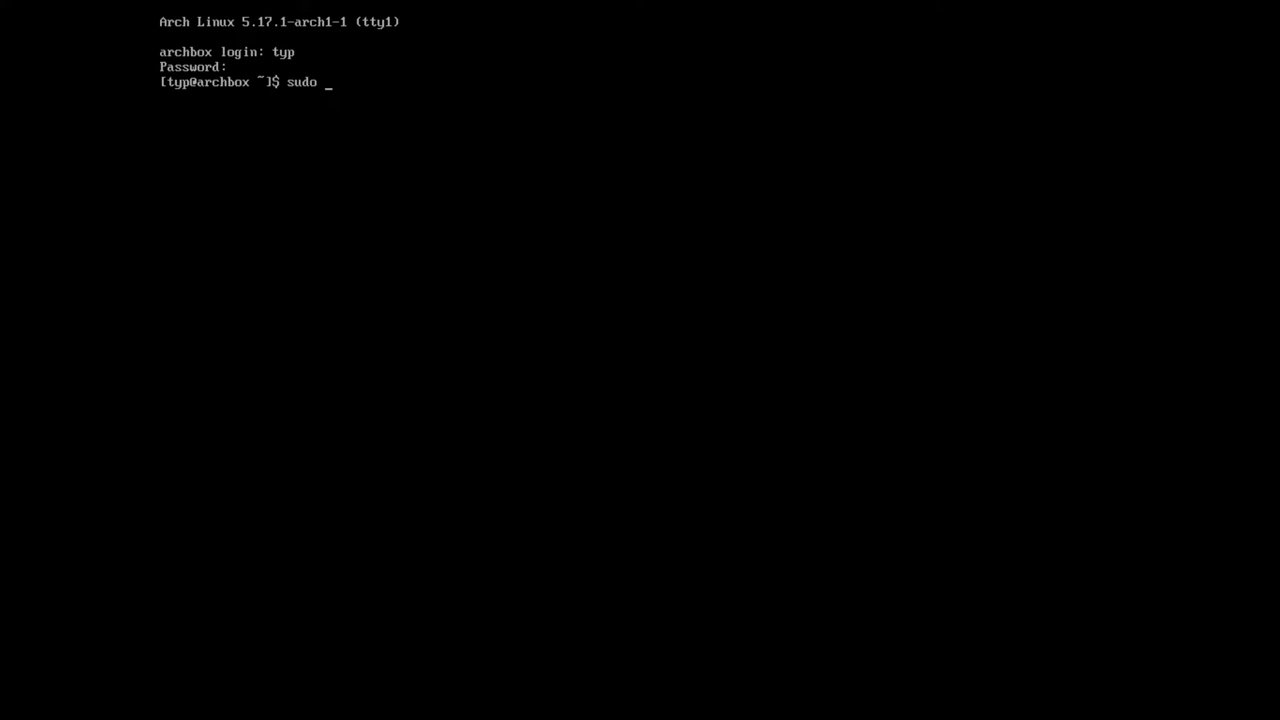 Arch Linux 5.17.1-arch1-1 (tty1)
archbox login: typ
Password:
[typ@archbox ~]$ sudo _